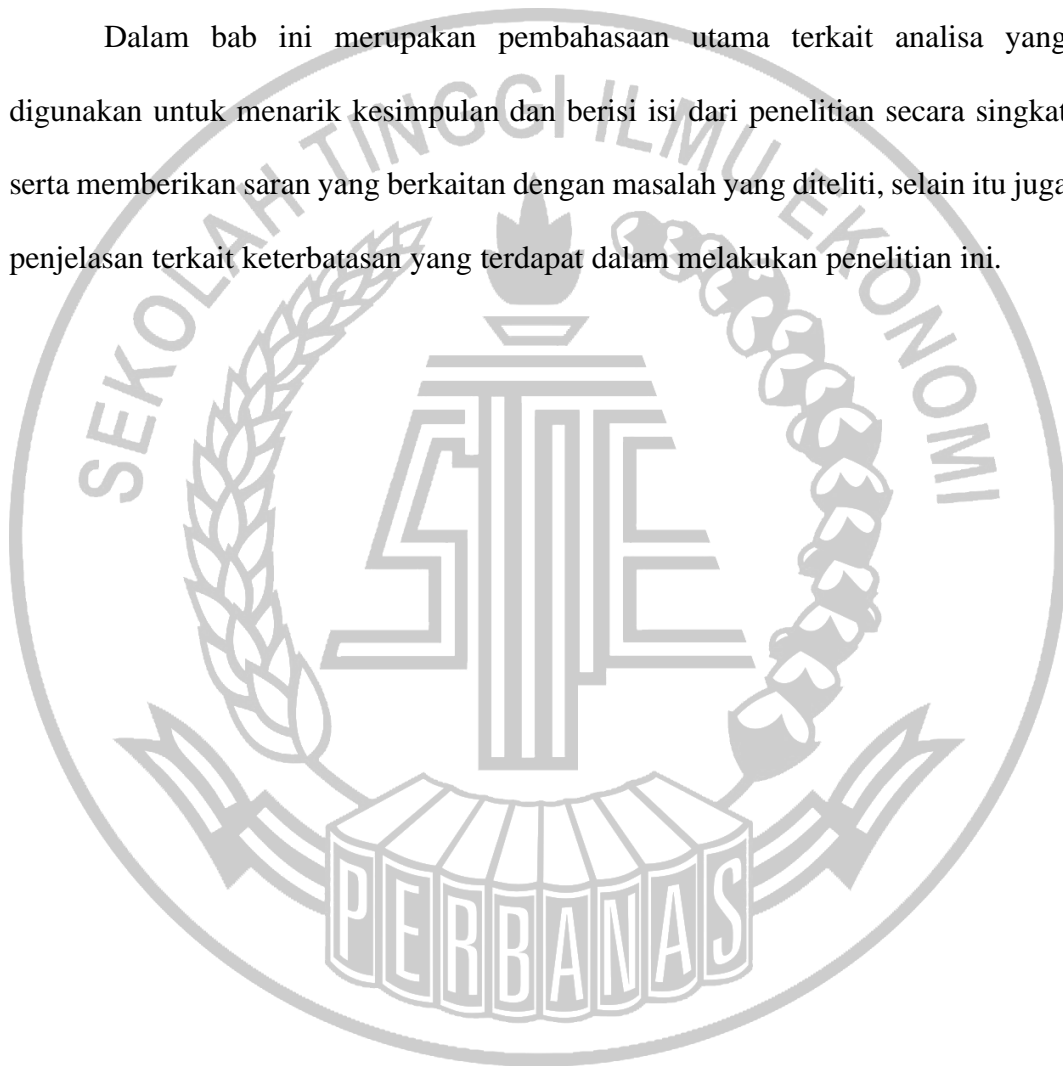 Dalam bab ini merupakan pembahasaan utama terkait analisa yang
digunakan untuk menarik kesimpulan dan berisi isi dari penelitian secara singkat
serta memberikan saran yang berkaitan dengan masalah yang diteliti, selain itu juga
penjelasan terkait keterbatasan yang terdapat dalam melakukan penelitian ini.
SEKOLAH TINGGI ILMU EKONOMI
STIE
PERBANAS